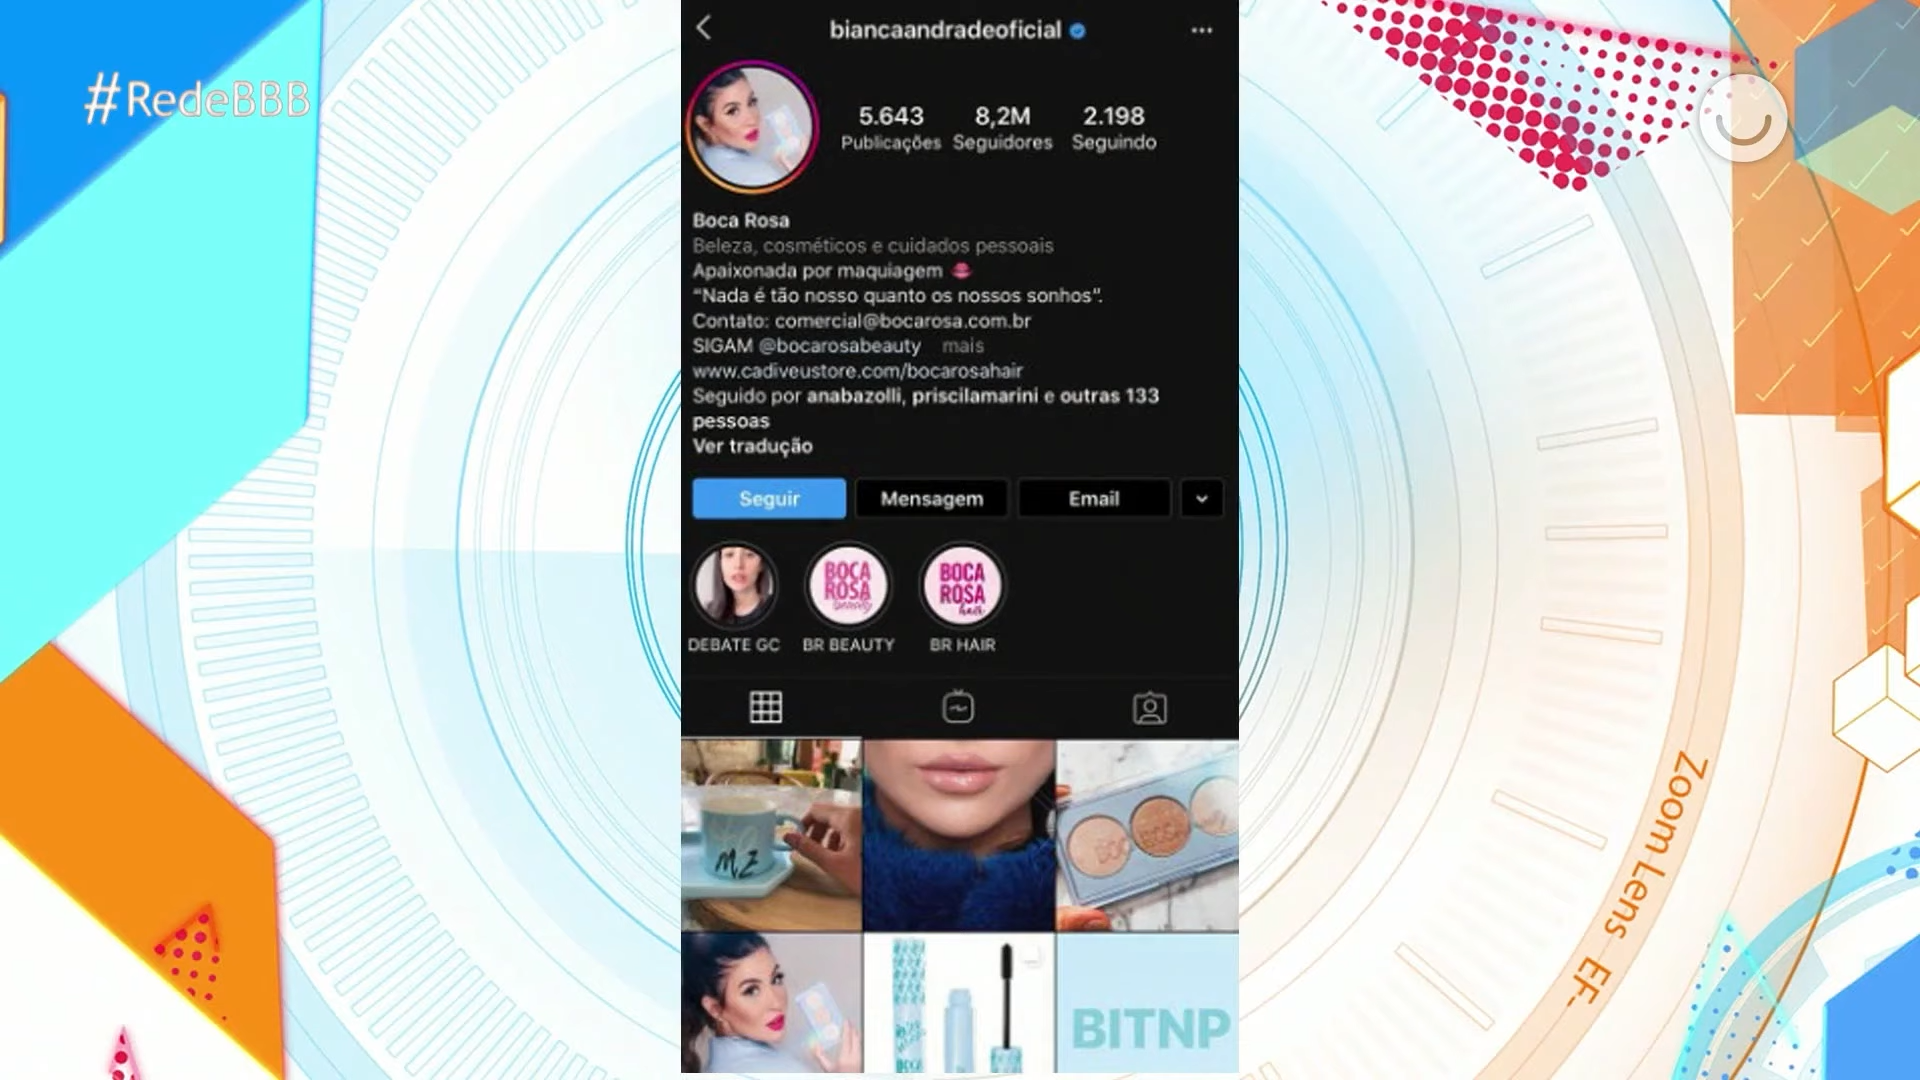 #RedeBBB
biancaandradeoficial
5.643 8,2M 2.198
Publicações Seguidores Seguindo
Boca Rosa
Beleza, cosméticos e cuidados pessoais
Apaixonada por maquiagem
“Nada é tão nosso quanto os nossos sonhos”.
Contato: comercial@bocarosa.com.br
SIGAM @bocarosabeauty mais
www.cadiveustore.com/bocarosahair
Seguido por anabazolli, priscilamarini e outras 133
pessoas
Ver tradução
Seguir Mensagem Email
BOCA
ROSA
beauty
BOCA
ROSA
hair
DEBATE GC BR BEAUTY BR HAIR
MZ
BITNP
Zoom Lens EF-